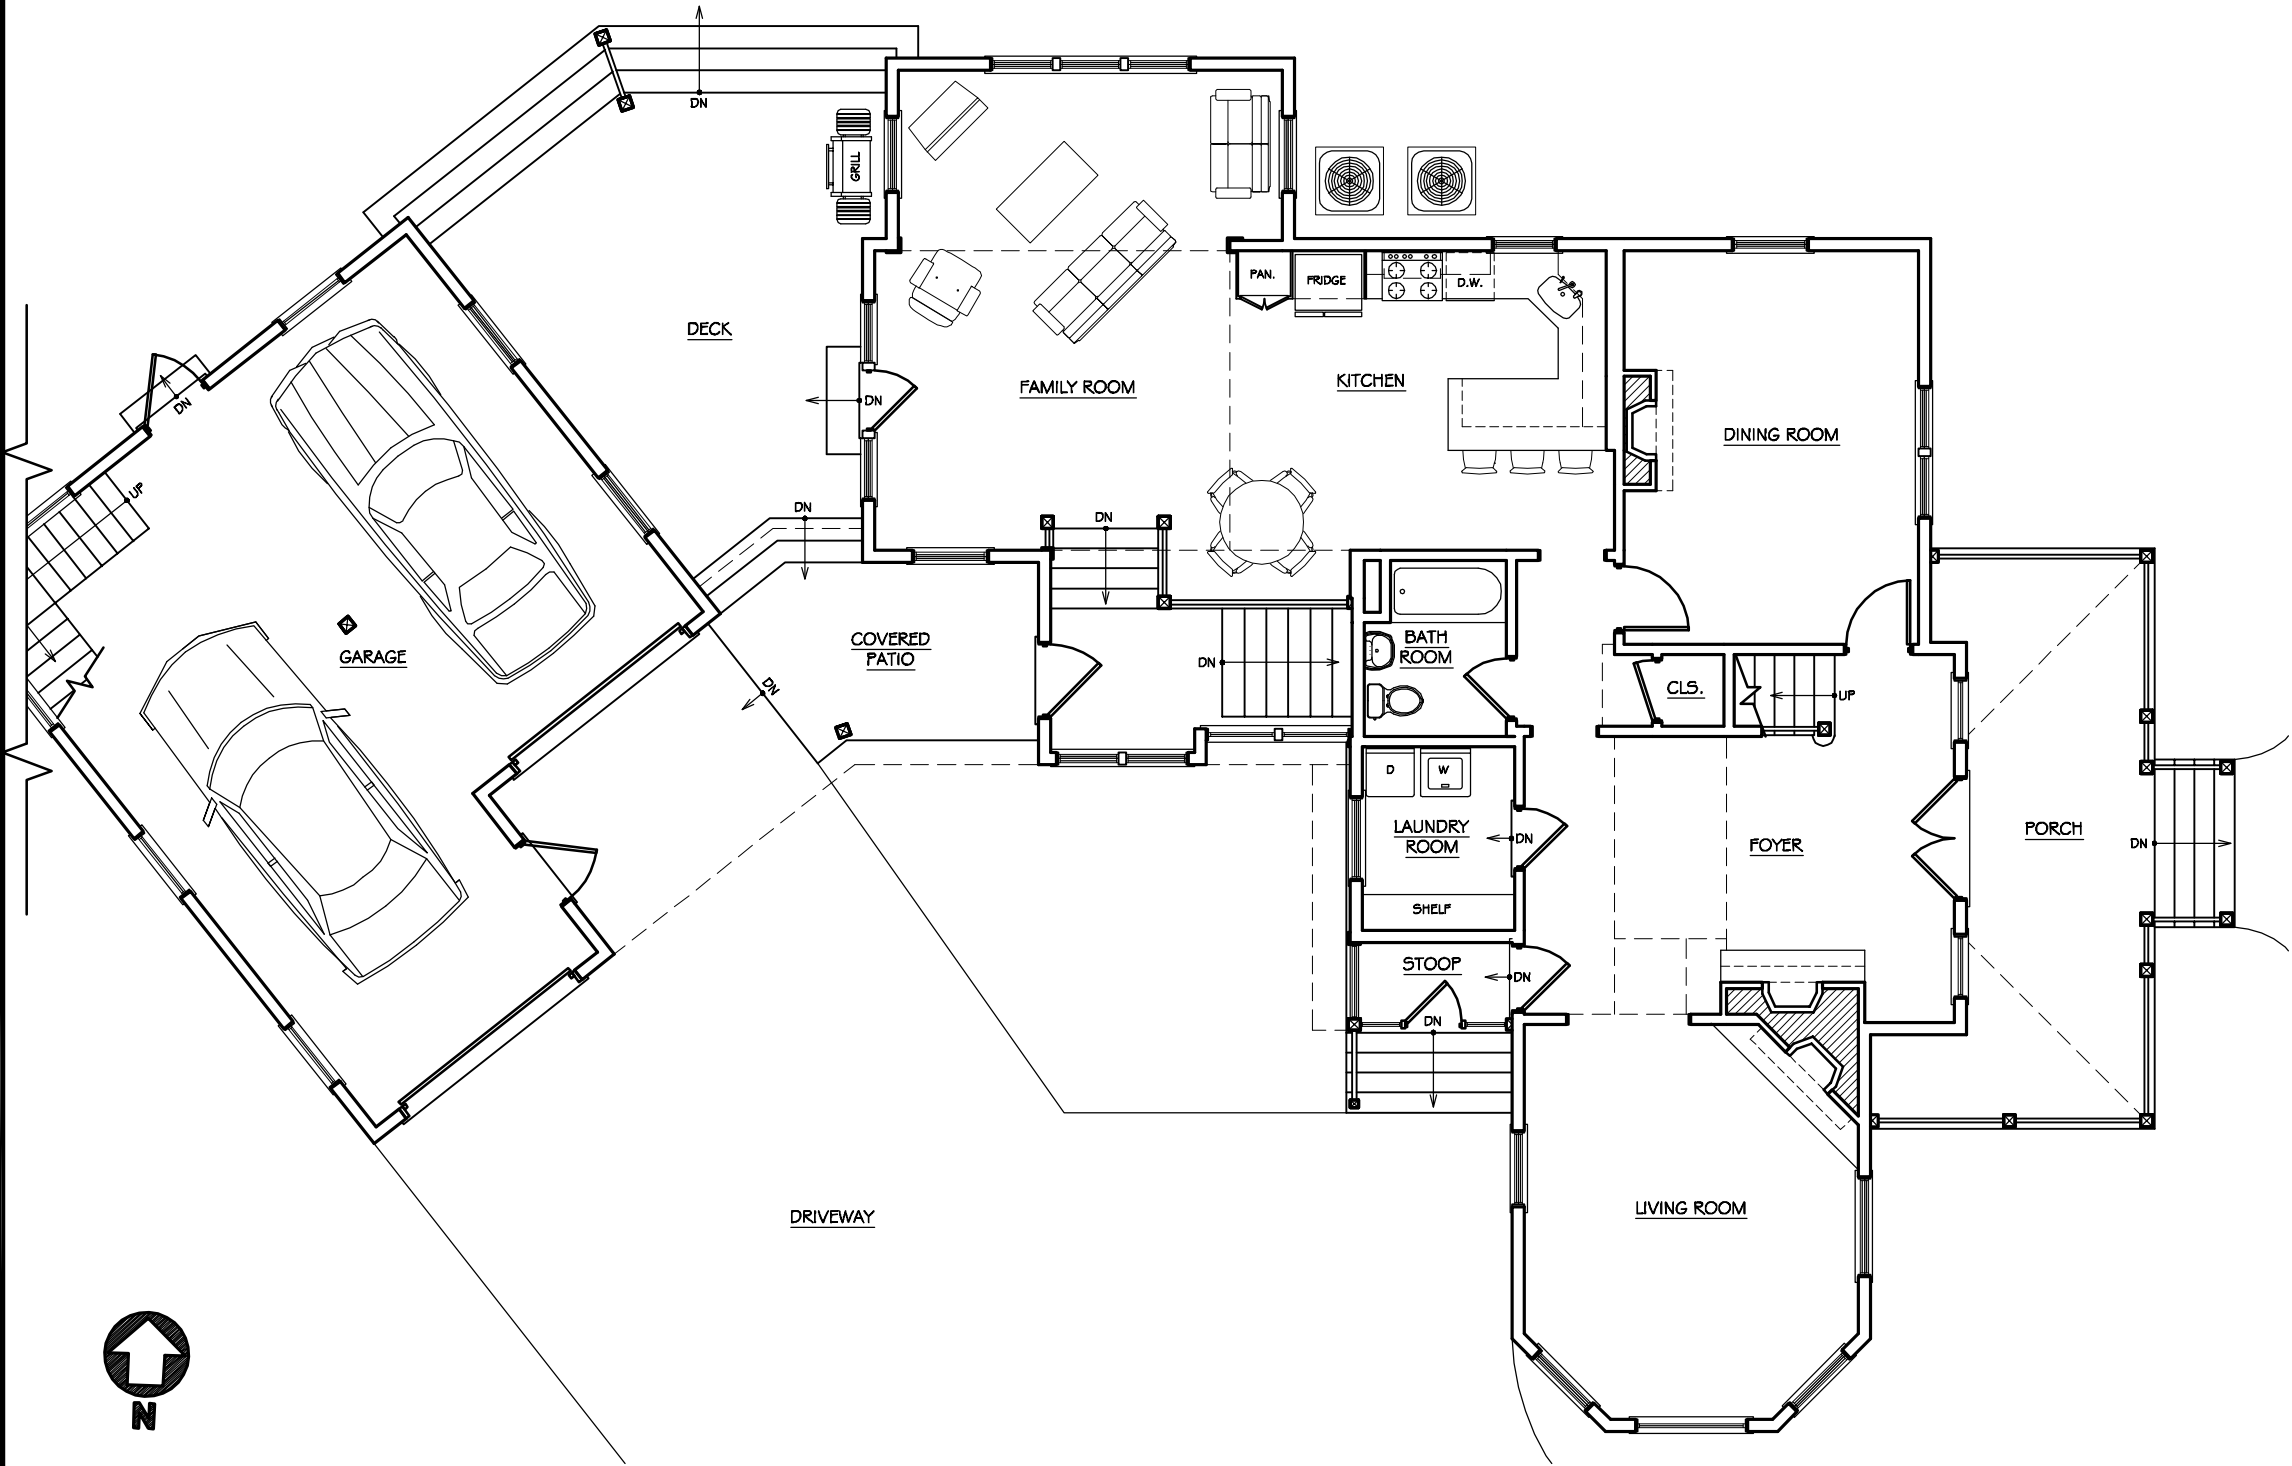 DN
GRILL
PAN.
FRIDGE
D.W.
DECK
FAMILY ROOM
KITCHEN
DN
DN
DINING ROOM
UP
DN
DN
GARAGE
COVERED
PATIO
BATH
ROOM
DN
DN
CLS.
UP
D
W
LAUNDRY
ROOM
DN
FOYER
PORCH
DN
SHELF
STOOP
DN
DN
DRIVEWAY
LIVING ROOM
N